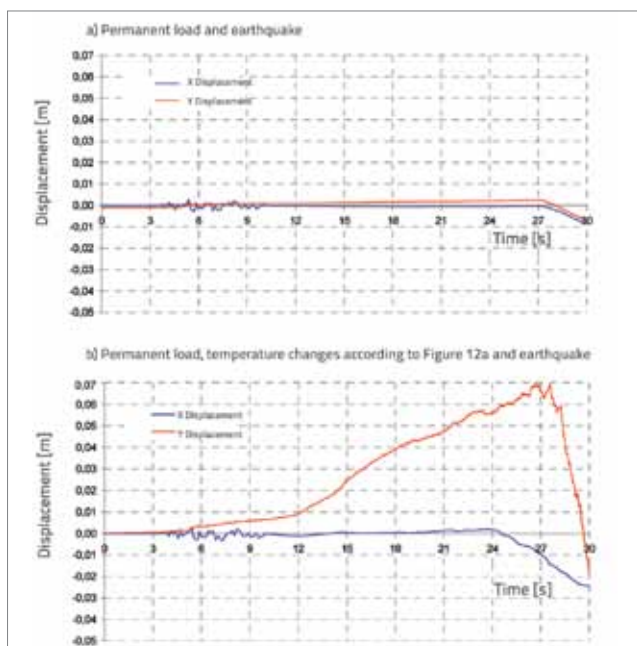 a) Permanent load and earthquake
0,07
0,06
0,05
0,04
0,03
0,02
0,01
0,00
-0,01
-0,02
-0,03
-0,04
-0,05
Displacement [m]
X Displacement
Y Displacement
0 3 6 9 12 15 18 21 24 27 30
Time [s]
b) Permanent load, temperature changes according to Figure 12a and earthquake
0,07
0,06
0,05
0,04
0,03
0,02
0,01
0,00
-0,01
-0,02
-0,03
-0,04
-0,05
Displacement [m]
X Displacement
Y Displacement
0 3 6 9 12 15 18 21 24 27 30
Time [s]